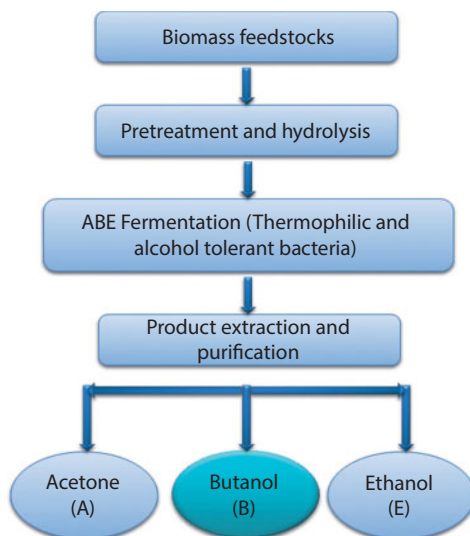 Biomass feedstocks
Pretreatment and hydrolysis
ABE Fermentation (Thermophilic and
alcohol tolerant bacteria)
Product extraction and
purification
Acetone
(A)
Butanol
(B)
Ethanol
(E)